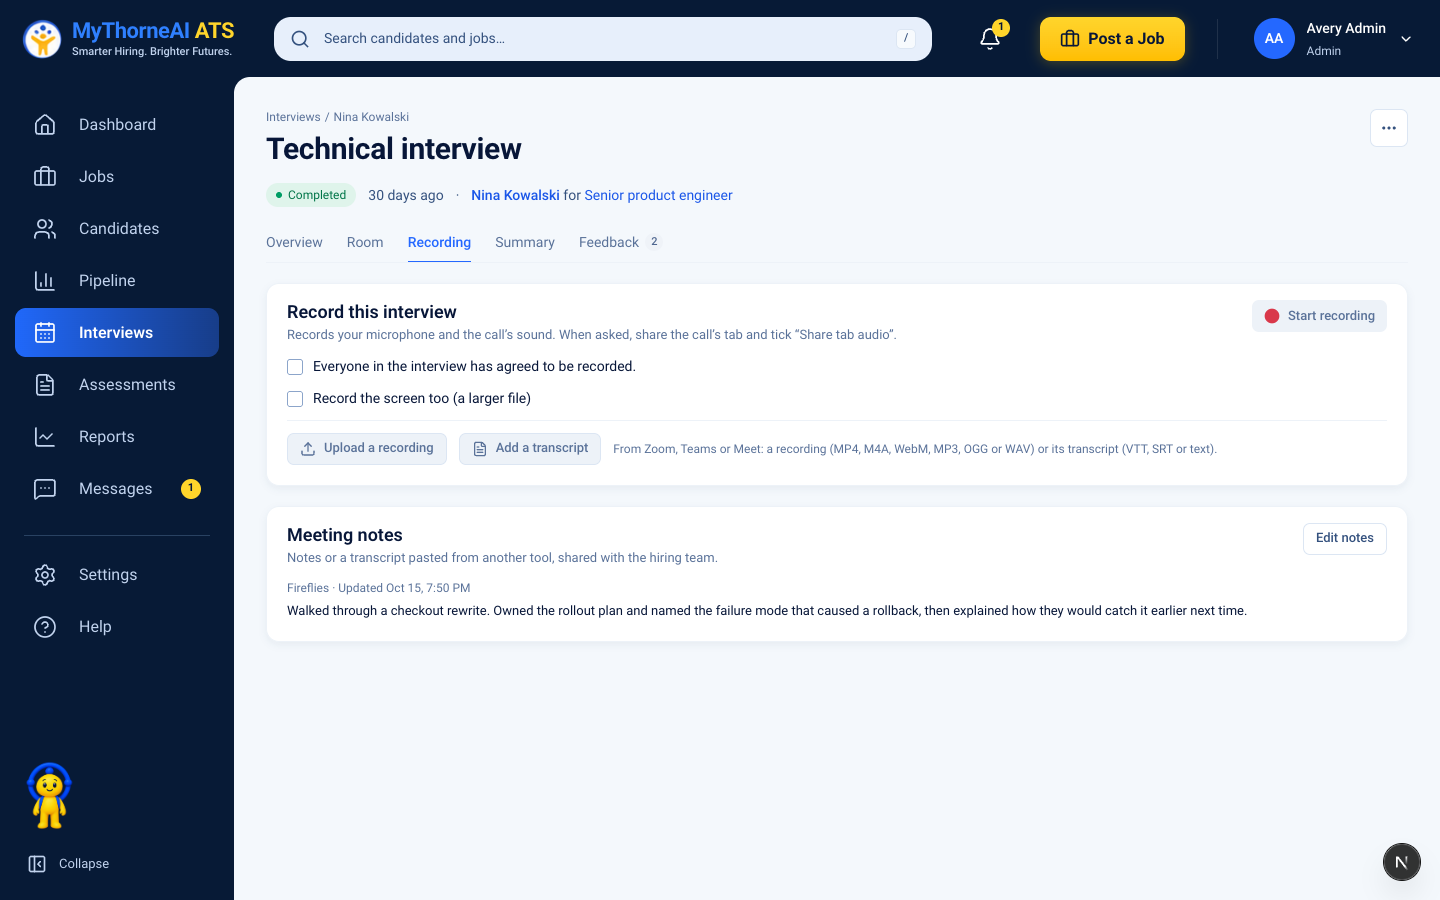 MyThorneAI ATS
Smarter Hiring. Brighter Futures.
Search candidates and jobs...
/
1
Post a Job
AA
Avery Admin
Admin
Dashboard
Jobs
Candidates
Pipeline
Interviews
Assessments
Reports
Messages
1
Settings
Help
Collapse
Interviews / Nina Kowalski
Technical interview
Completed
30 days ago · Nina Kowalski for Senior product engineer
Overview
Room
Recording
Summary
Feedback 2
Record this interview
Start recording
Records your microphone and the call’s sound. When asked, share the call’s tab and tick “Share tab audio”.
Everyone in the interview has agreed to be recorded.
Record the screen too (a larger file)
Upload a recording
Add a transcript
From Zoom, Teams or Meet: a recording (MP4, M4A, WebM, MP3, OGG or WAV) or its transcript (VTT, SRT or text).
Meeting notes
Edit notes
Notes or a transcript pasted from another tool, shared with the hiring team.
Fireflies · Updated Oct 15, 7:50 PM
Walked through a checkout rewrite. Owned the rollout plan and named the failure mode that caused a rollback, then explained how they would catch it earlier next time.
N